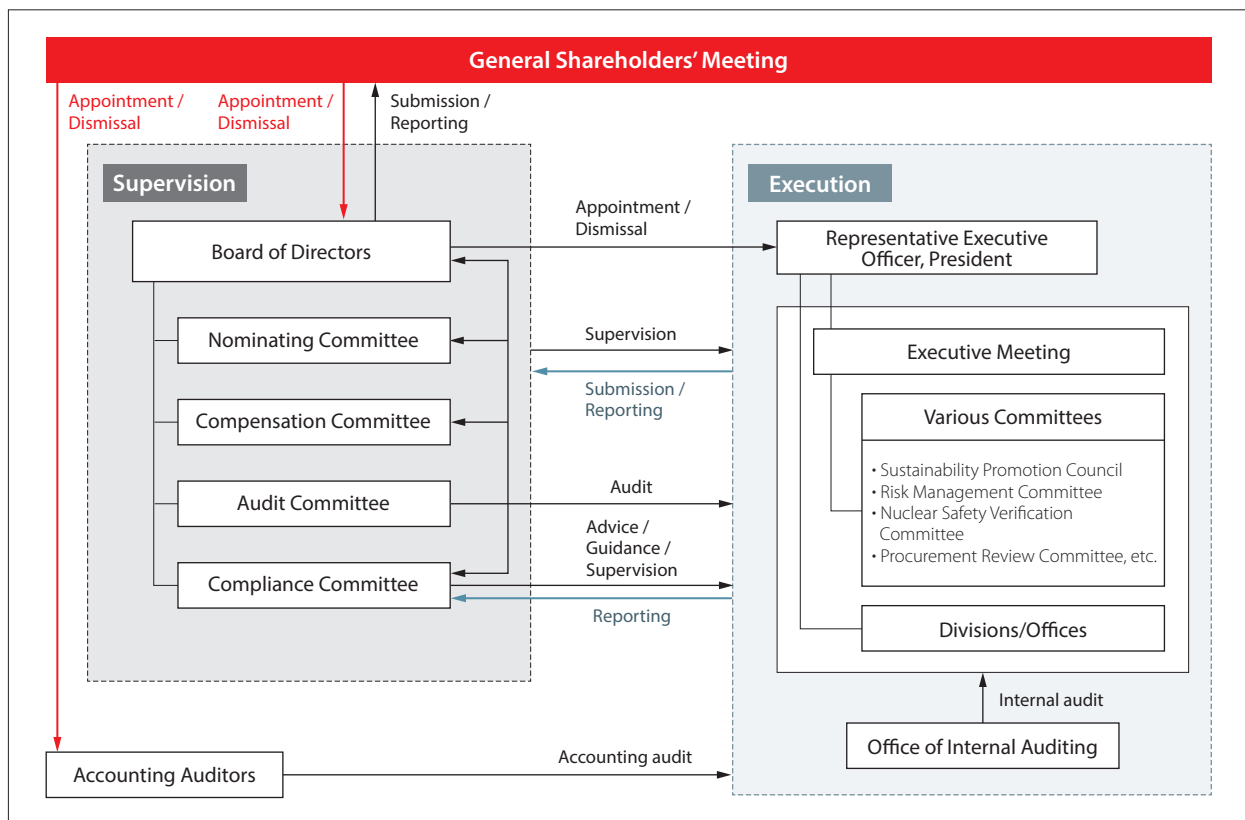 General Shareholders’ Meeting
Appointment /
Dismissal
Appointment /
Dismissal
Submission /
Reporting
Supervision
Board of Directors
Nominating Committee
Compensation Committee
Audit Committee
Compliance Committee
Appointment /
Dismissal
Supervision
Submission /
Reporting
Audit
Advice /
Guidance /
Supervision
Reporting
Execution
Representative Executive
Officer, President
Executive Meeting
Various Committees
• Sustainability Promotion Council
• Risk Management Committee
• Nuclear Safety Verification
Committee
• Procurement Review Committee, etc.
Divisions/Offices
Internal audit
Office of Internal Auditing
Accounting Auditors
Accounting audit